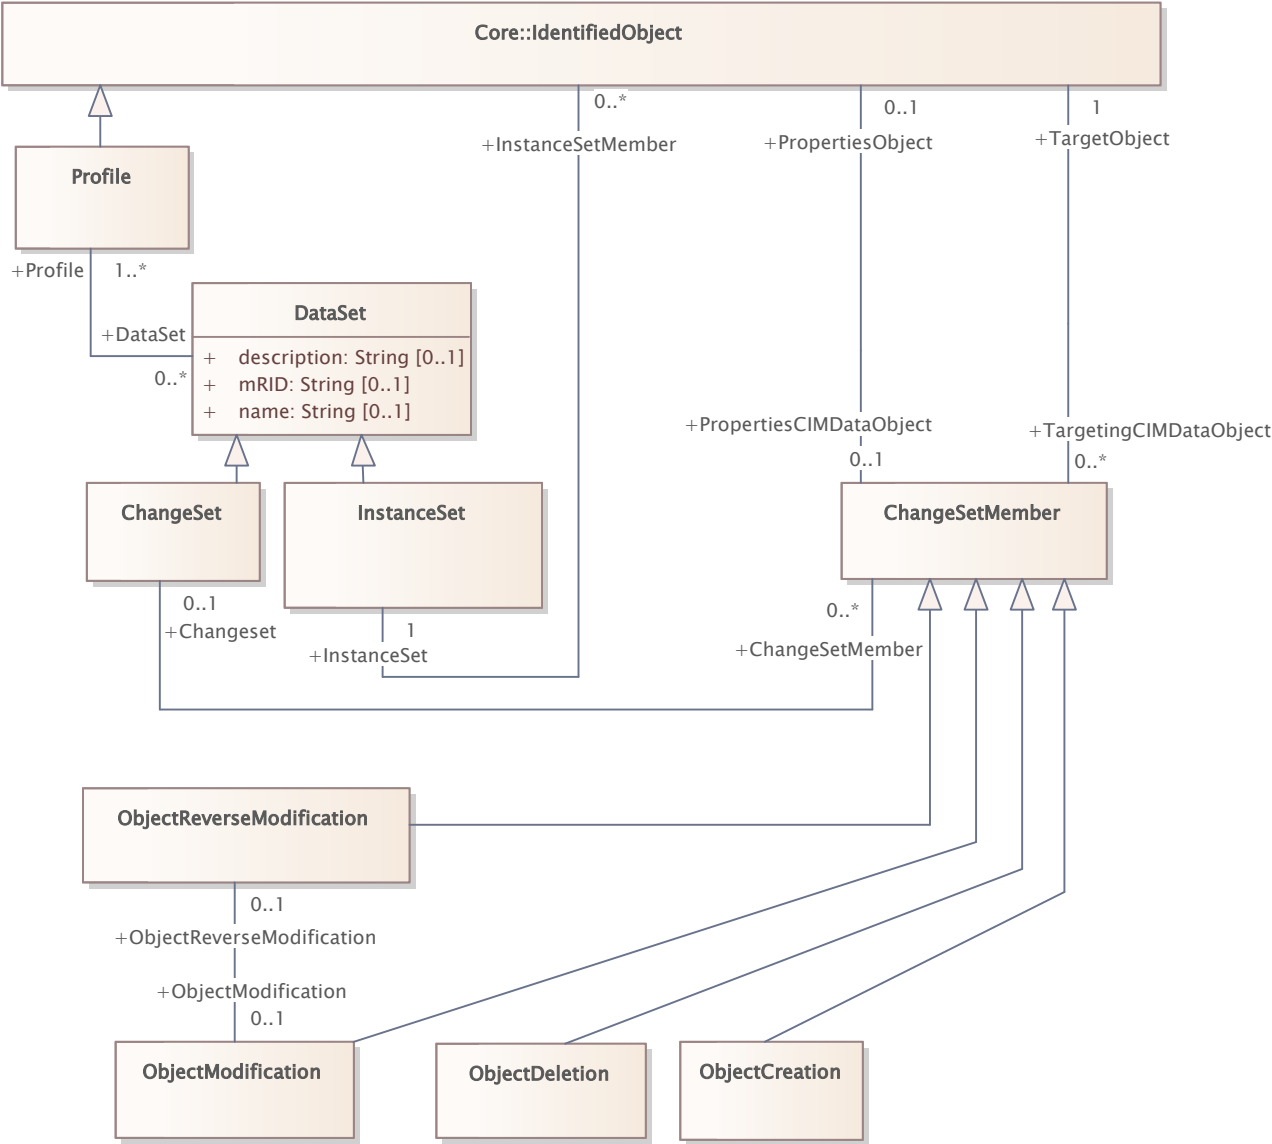 Core::IdentifiedObject
0..*
0..1
1
+InstanceSetMember
+PropertiesObject
+TargetObject
Profile
+Profile
1..*
DataSet
+DataSet
0..*
+ description: String [0..1]
+ mRID: String [0..1]
+ name: String [0..1]
+PropertiesCIMDataObject
0..1
+TargetingCIMDataObject
0..*
ChangeSet
InstanceSet
ChangeSetMember
0..1
+Changeset
1
+InstanceSet
0..*
+ChangeSetMember
ObjectReverseModification
0..1
+ObjectReverseModification
+ObjectModification
0..1
ObjectModification
ObjectDeletion
ObjectCreation